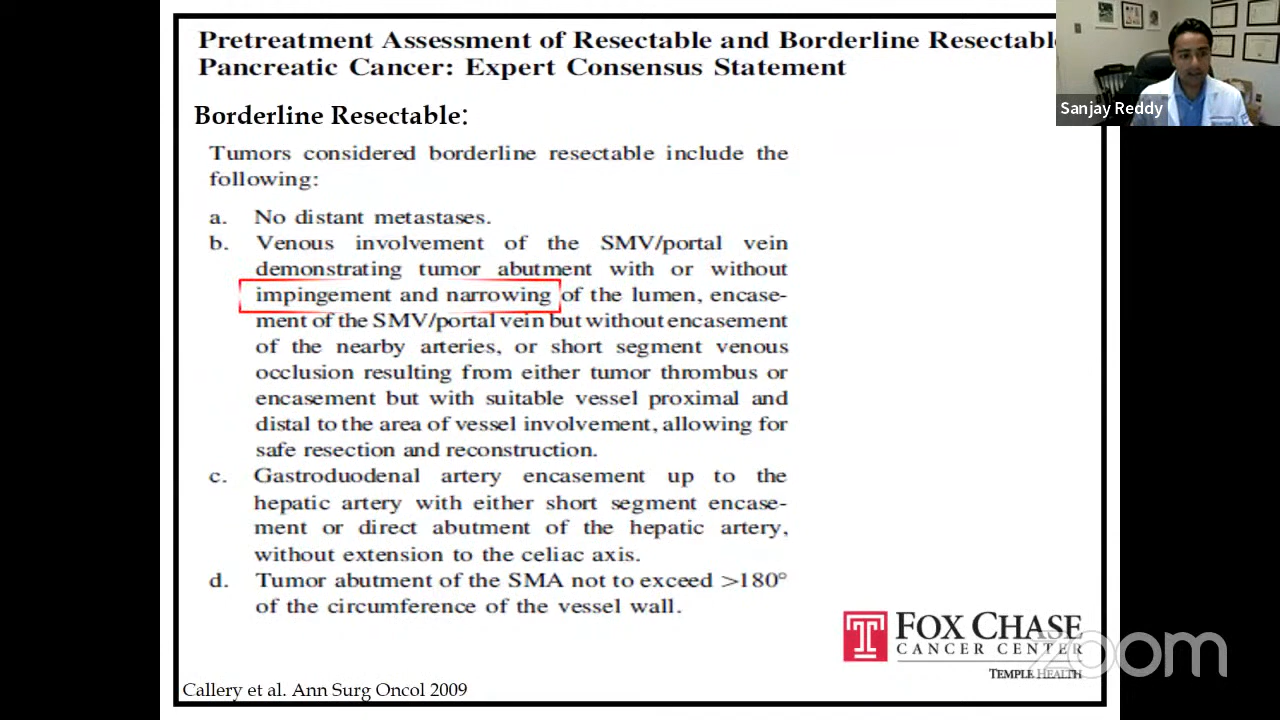 Pretreatment Assessment of Resectable and Borderline Resectabl
Pancreatic Cancer: Expert Consensus Statement
Sanjay Reddy
Borderline Resectable:
Tumors considered borderline resectable include the
following:
a. No distant metastases.
b. Venous involvement of the SMV/portal vein
demonstrating tumor abutment with or without
impingement and narrowing of the lumen, encase-
ment of the SMV/portal vein but without encasement
of the nearby arteries, or short segment venous
occlusion resulting from either tumor thrombus or
encasement but with suitable vessel proximal and
distal to the area of vessel involvement, allowing for
safe resection and reconstruction.
c. Gastroduodenal artery encasement up to the
hepatic artery with either short segment encase-
ment or direct abutment of the hepatic artery,
without extension to the celiac axis.
d. Tumor abutment of the SMA not to exceed >180°
of the circumference of the vessel wall.
FOX CHASE
CANCER CENTER
TEMPLE HEALTH
zoom
Callery et al. Ann Surg Oncol 2009